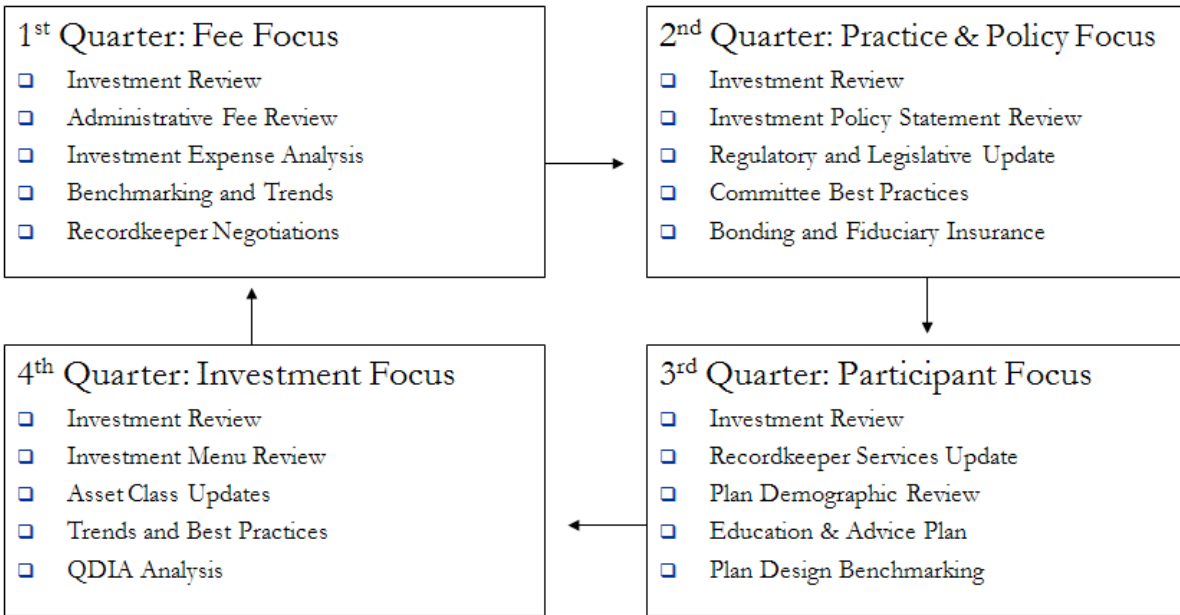 1st Quarter: Fee Focus
Investment Review
Administrative Fee Review
Investment Expense Analysis
Benchmarking and Trends
Recordkeeper Negotiations
2nd Quarter: Practice & Policy Focus
Investment Review
Investment Policy Statement Review
Regulatory and Legislative Update
Committee Best Practices
Bonding and Fiduciary Insurance
3rd Quarter: Participant Focus
Investment Review
Recordkeeper Services Update
Plan Demographic Review
Education & Advice Plan
Plan Design Benchmarking
4th Quarter: Investment Focus
Investment Review
Investment Menu Review
Asset Class Updates
Trends and Best Practices
QDIA Analysis